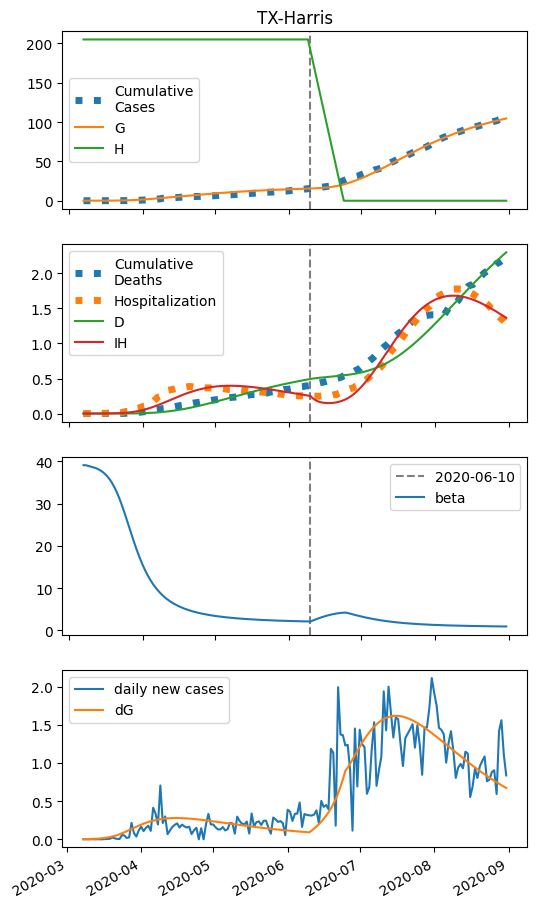 TX-Harris
200
150
100
50
0
Cumulative
Cases
G
H
2.0
1.5
1.0
0.5
0.0
Cumulative
Deaths
Hospitalization
D
IH
40
30
20
10
0
2020-06-10
beta
2.0
1.5
1.0
0.5
0.0
daily new cases
dG
2020-03
2020-04
2020-05
2020-06
2020-07
2020-08
2020-09